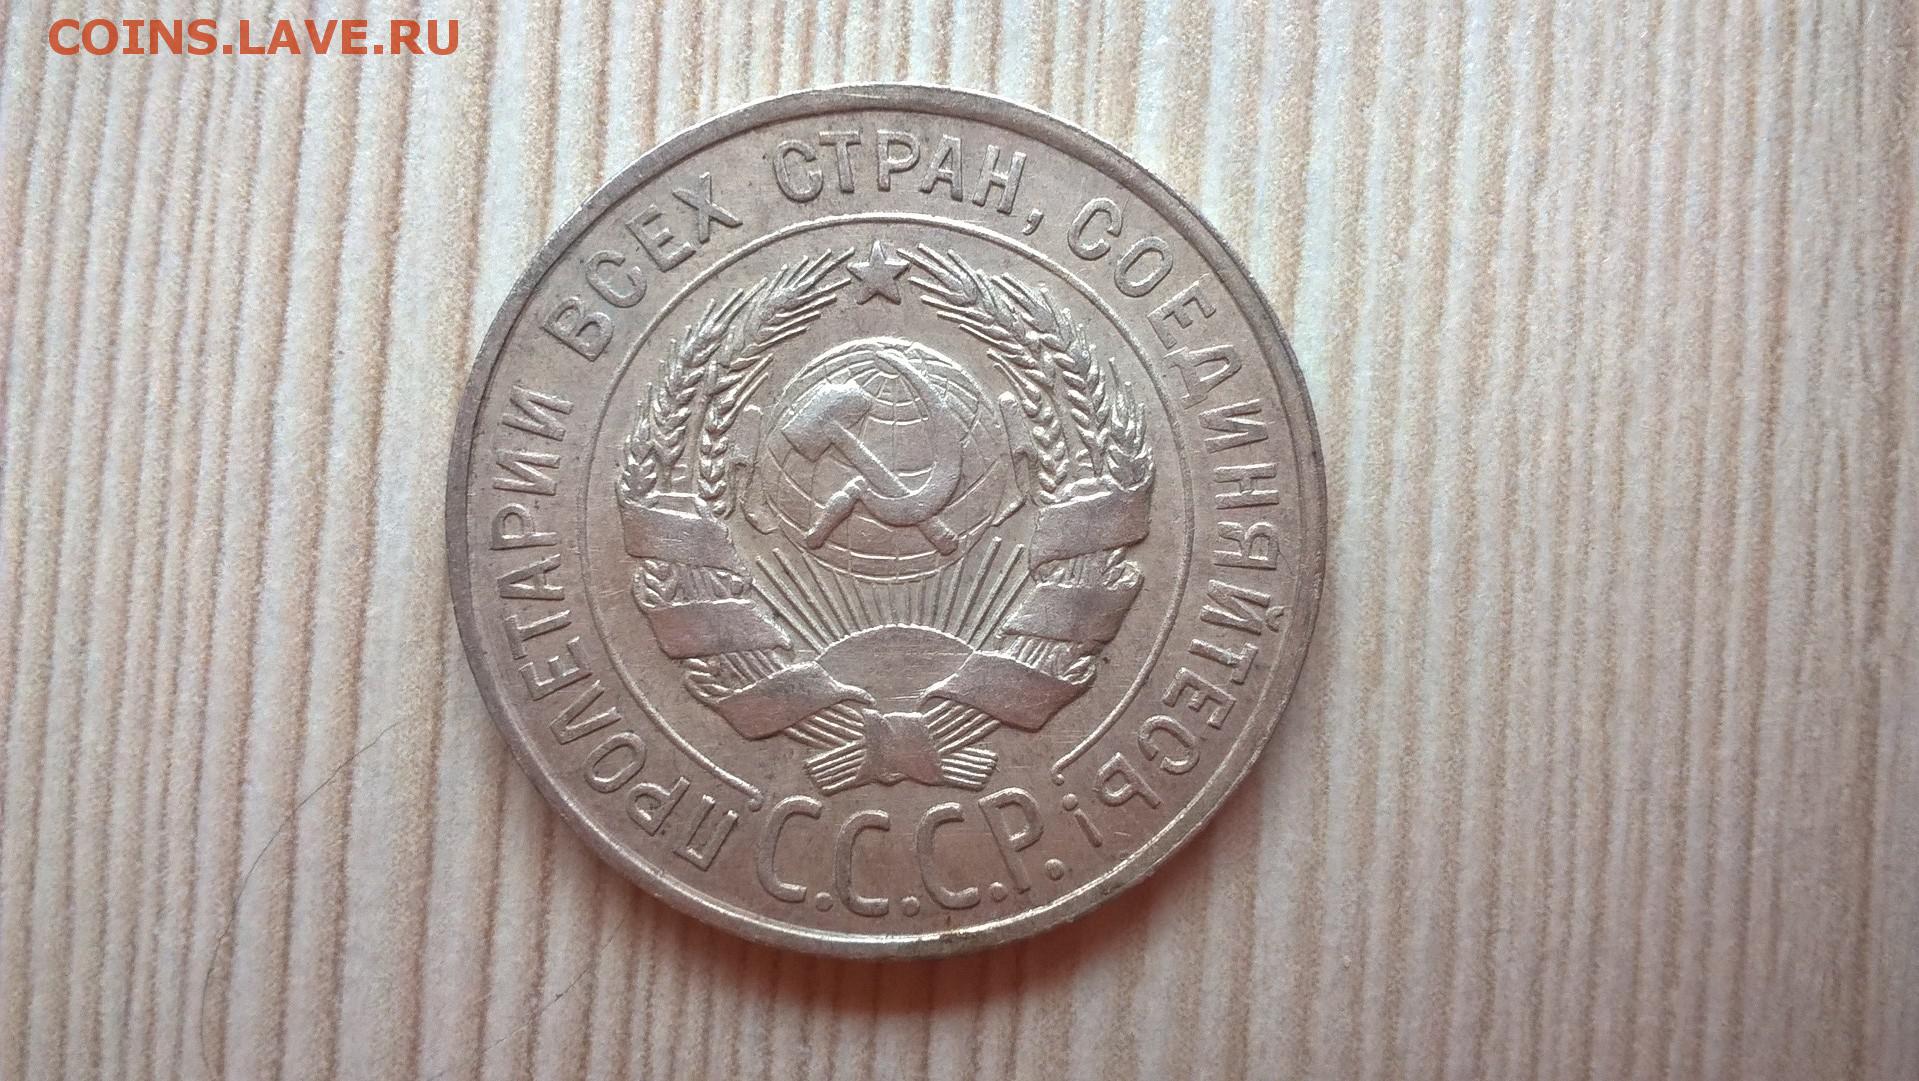 COINS.LAVE.RU
ПРОЛЕТАРИИ ВСЕХ СТРАН, СОЕДИНЯЙТЕСЬ!
С.С.С.Р.